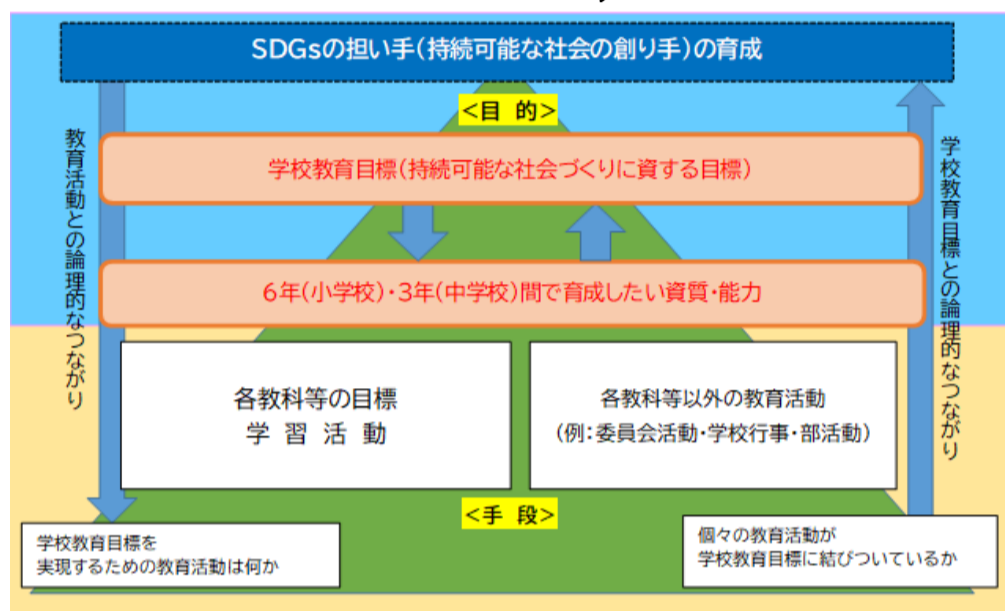 SDGsの担い手(持続可能な社会の創り手)の育成
<目 的>
学校教育目標(持続可能な社会づくりに資する目標)
6年(小学校)・3年(中学校)間で育成したい資質・能力
教育活動との論理的なつながり
学校教育目標との論理的なつながり
各教科等の目標
学 習 活 動
各教科等以外の教育活動
(例:委員会活動・学校行事・部活動)
<手 段>
学校教育目標を
実現するための教育活動は何か
個々の教育活動が
学校教育目標に結びついているか